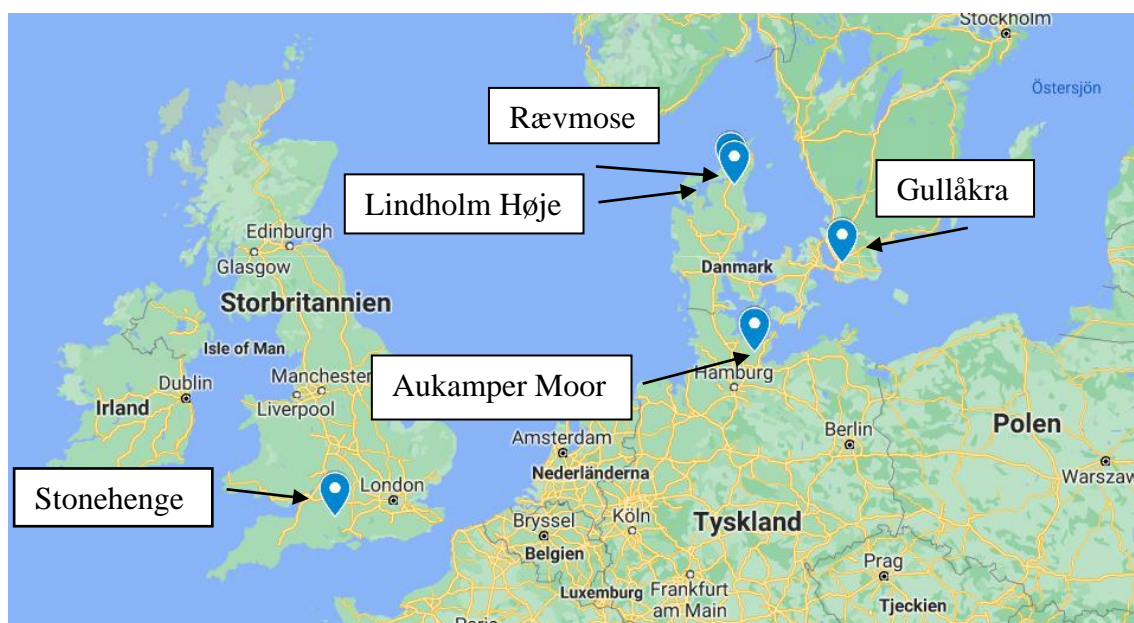 Stockholm
Östersjön
Rævmose
Lindholm Høje
Gullåkra
Edinburgh
Glasgow
Danmark
Storbritannien
Isle of Man
Aukamper Moor
Hamburg
Manchester
Dublin
Liverpool
Irland
Polen
Berlin
Amsterdam
Nederländerna
Warszaw
Stonehenge
London
Bryssel
Köln
Tyskland
Belgien
Prag
Frankfurt
am Main
Luxemburg
Tjeckien